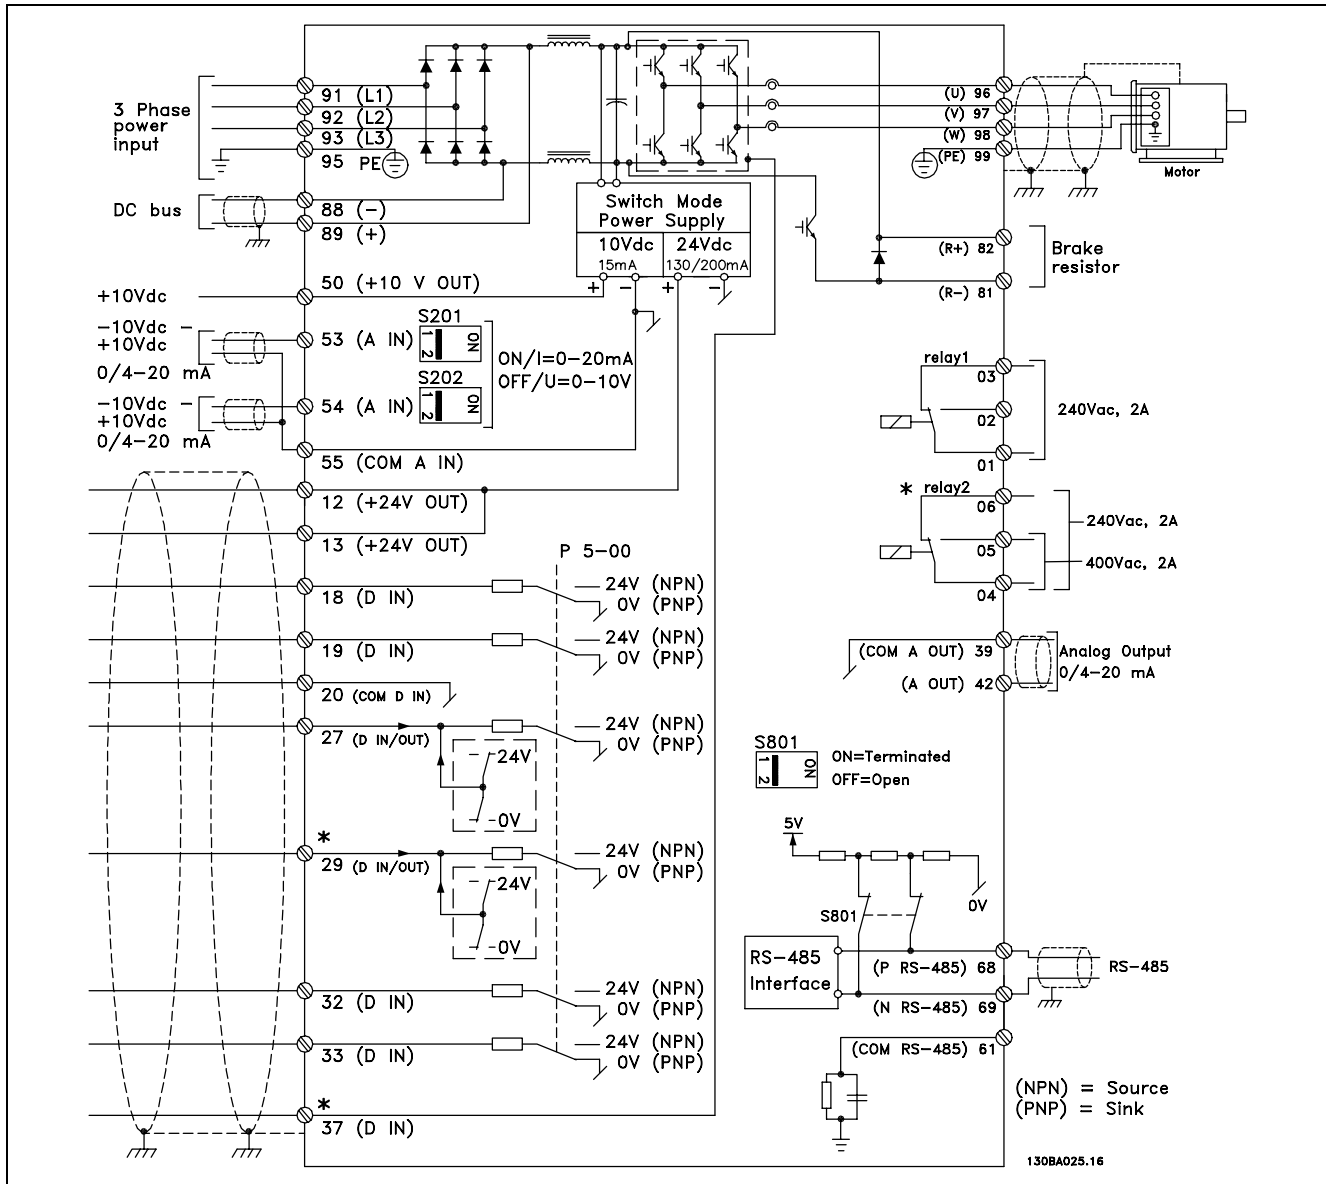 3 Phase
power
input
91 (L1)
92 (L2)
93 (L3)
95 PE
DC bus
88 (−)
89 (+)
+10Vdc
50 (+10 V OUT)
−10Vdc −
+10Vdc
0/4−20 mA
53 (A IN)
S201
1
2
ON
ON/I=0−20mA
OFF/U=0−10V
−10Vdc −
+10Vdc
0/4−20 mA
54 (A IN)
S202
1
2
ON
55 (COM A IN)
12 (+24V OUT)
13 (+24V OUT)
P 5-00
18 (D IN)
24V (NPN)
0V (PNP)
19 (D IN)
24V (NPN)
0V (PNP)
20 (COM D IN)
27 (D IN/OUT)
24V (NPN)
0V (PNP)
24V
0V
*
29 (D IN/OUT)
24V (NPN)
0V (PNP)
24V
0V
32 (D IN)
24V (NPN)
0V (PNP)
33 (D IN)
24V (NPN)
0V (PNP)
*
37 (D IN)
Switch Mode
Power Supply
10Vdc
15mA
24Vdc
130/200mA
+ − + −
(U) 96
(V) 97
(W) 98
(PE) 99
Motor
(R+) 82
(R−) 81
Brake
resistor
relay1
03
02
01
240Vac, 2A
* relay2
06
05
04
240Vac, 2A
400Vac, 2A
(COM A OUT) 39
(A OUT) 42
Analog Output
0/4−20 mA
S801
1
2
ON
ON=Terminated
OFF=Open
5V
S801
0V
RS−485
Interface
(P RS−485) 68
(N RS−485) 69
RS−485
(COM RS−485) 61
(NPN) = Source
(PNP) = Sink
130BA025.16